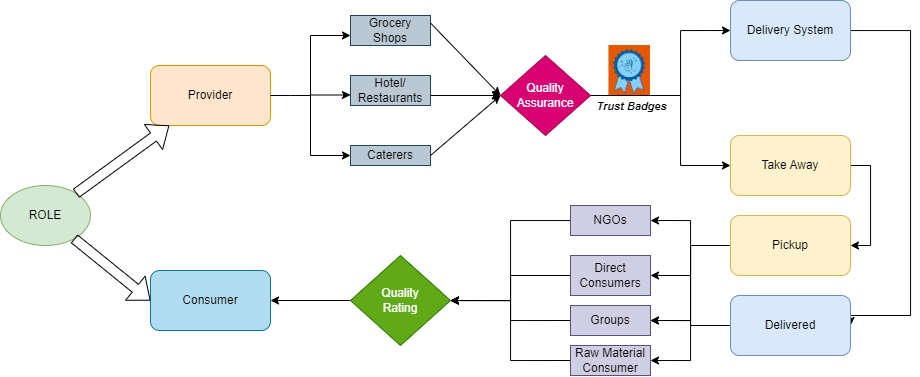 Grocery
Shops
Delivery System
Provider
Hotel/
Restaurants
Quality
Assurance
Trust Badges
Caterers
Take Away
ROLE
NGOs
Pickup
Consumer
Quality
Rating
Direct
Consumers
Groups
Delivered
Raw Material
Consumer